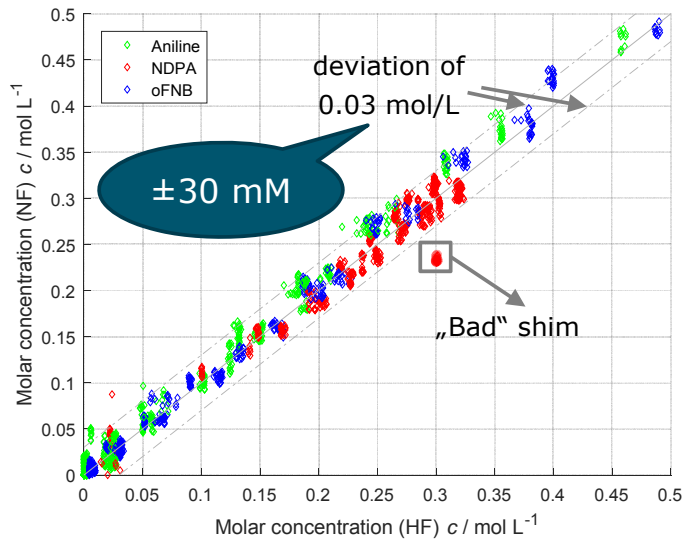 Aniline
NDPA
oFNB
deviation of
0.03 mol/L
±30 mM
„Bad“ shim
Molar concentration (NF) c / mol L⁻¹
0.5
0.45
0.4
0.35
0.3
0.25
0.2
0.15
0.1
0.05
0
0 0.05 0.1 0.15 0.2 0.25 0.3 0.35 0.4 0.45 0.5
Molar concentration (HF) c / mol L⁻¹